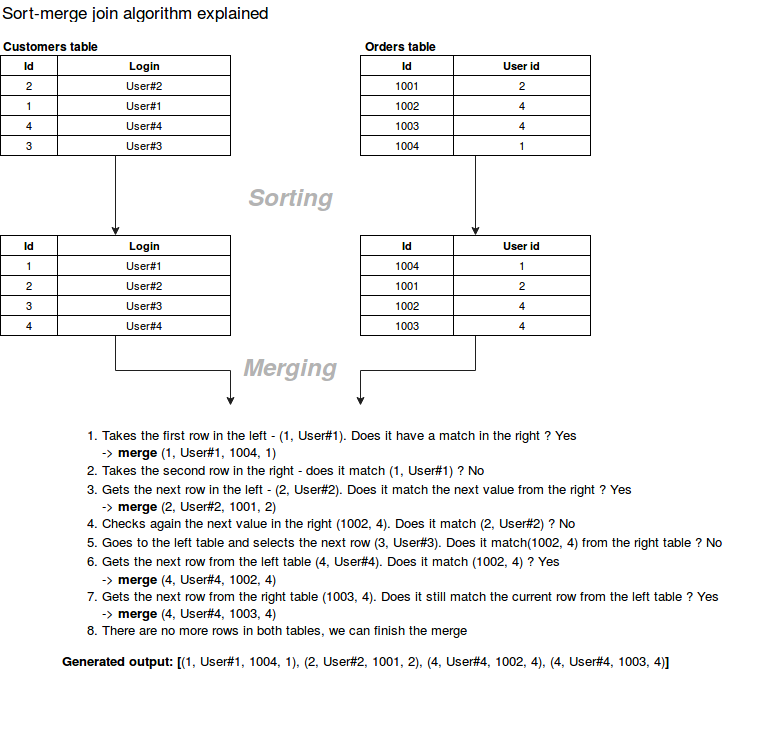 Sort-merge join algorithm explained
Customers table
Orders table
Id Login
2 User#2
1 User#1
4 User#4
3 User#3
Id User id
1001 2
1002 4
1003 4
1004 1
Sorting
Id Login
1 User#1
2 User#2
3 User#3
4 User#4
Id User id
1004 1
1001 2
1002 4
1003 4
Merging
1. Takes the first row in the left - (1, User#1). Does it have a match in the right ? Yes
-> merge (1, User#1, 1004, 1)
2. Takes the second row in the right - does it match (1, User#1) ? No
3. Gets the next row in the left - (2, User#2). Does it match the next value from the right ? Yes
-> merge (2, User#2, 1001, 2)
4. Checks again the next value in the right (1002, 4). Does it match (2, User#2) ? No
5. Goes to the left table and selects the next row (3, User#3). Does it match(1002, 4) from the right table ? No
6. Gets the next row from the left table (4, User#4). Does it match (1002, 4) ? Yes
-> merge (4, User#4, 1002, 4)
7. Gets the next row from the right table (1003, 4). Does it still match the current row from the left table ? Yes
-> merge (4, User#4, 1003, 4)
8. There are no more rows in both tables, we can finish the merge
Generated output: [(1, User#1, 1004, 1), (2, User#2, 1001, 2), (4, User#4, 1002, 4), (4, User#4, 1003, 4)]